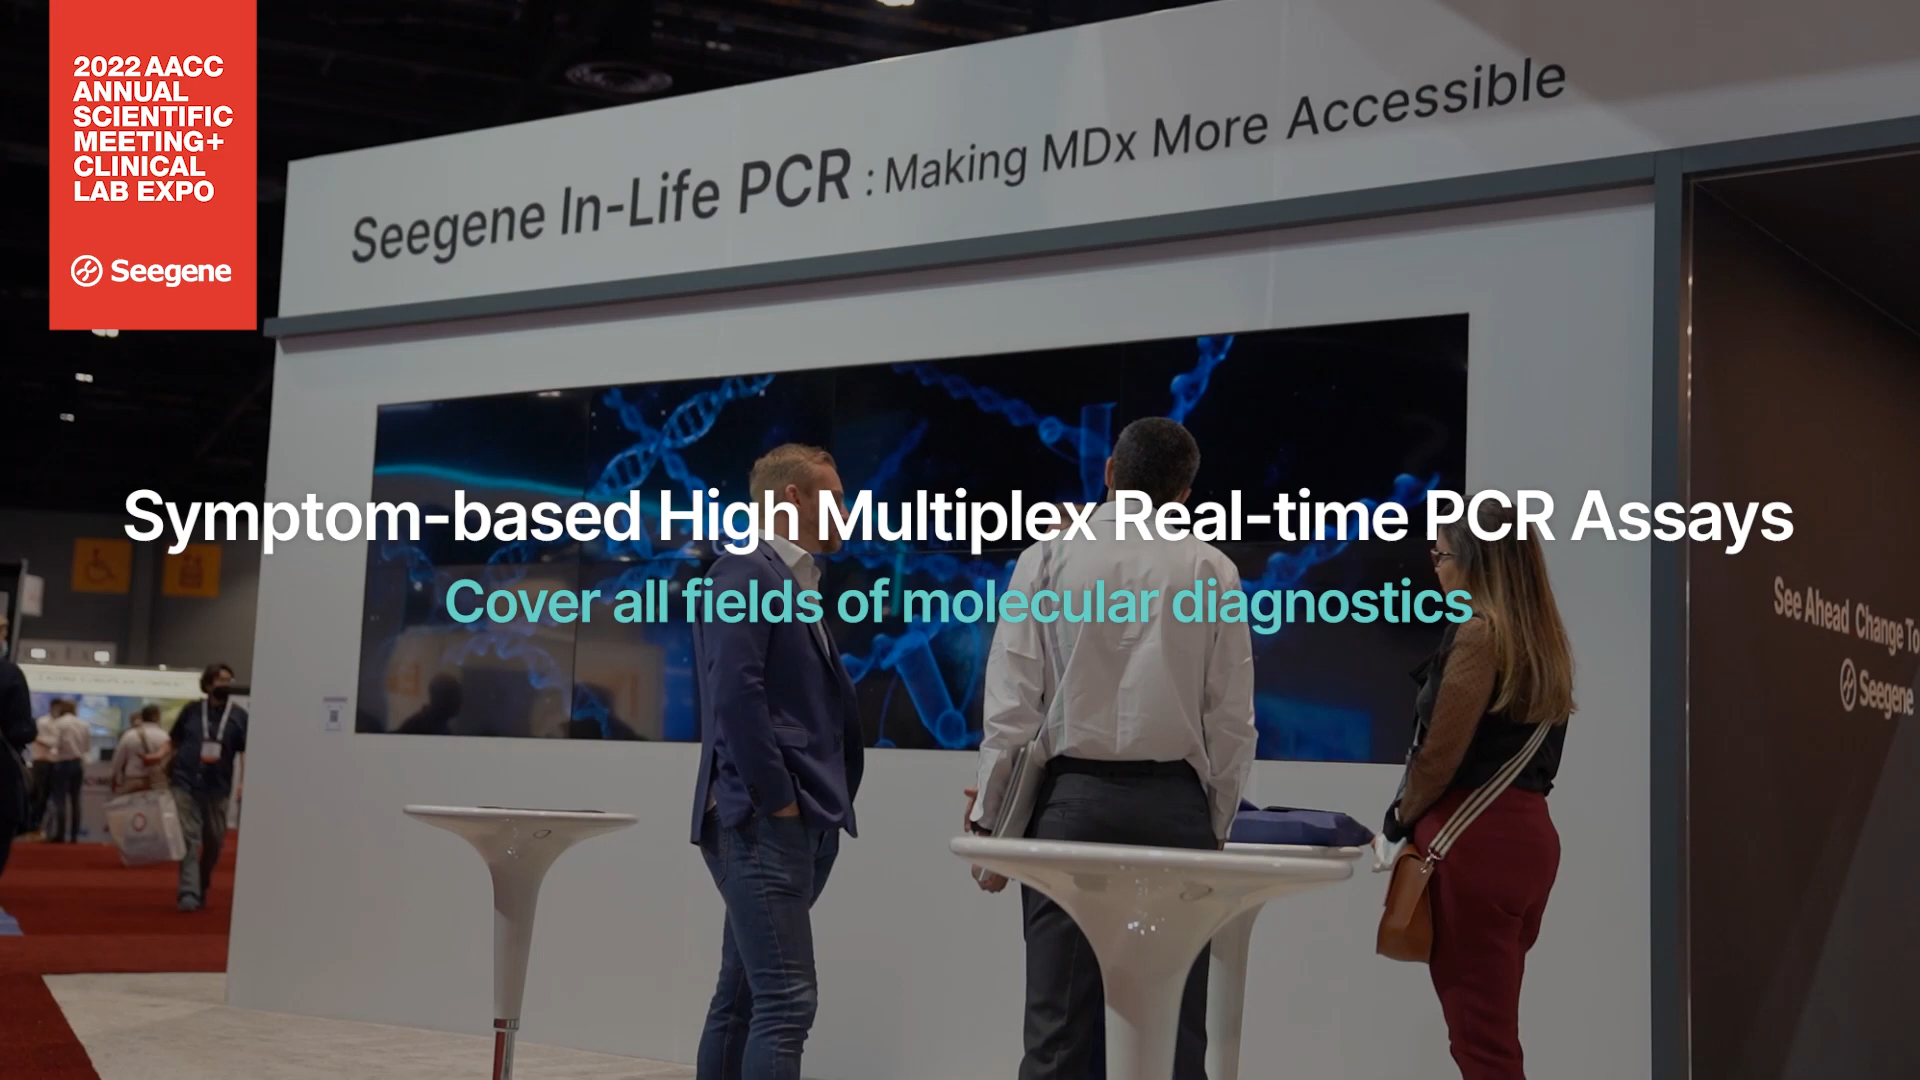 2022 AACC
ANNUAL
SCIENTIFIC
MEETING+
CLINICAL
LAB EXPO
Seegene
Seegene In-Life PCR : Making MDx More Accessible
Symptom-based High Multiplex Real-time PCR Assays
Cover all fields of molecular diagnostics
See Ahead Change To
Seegene